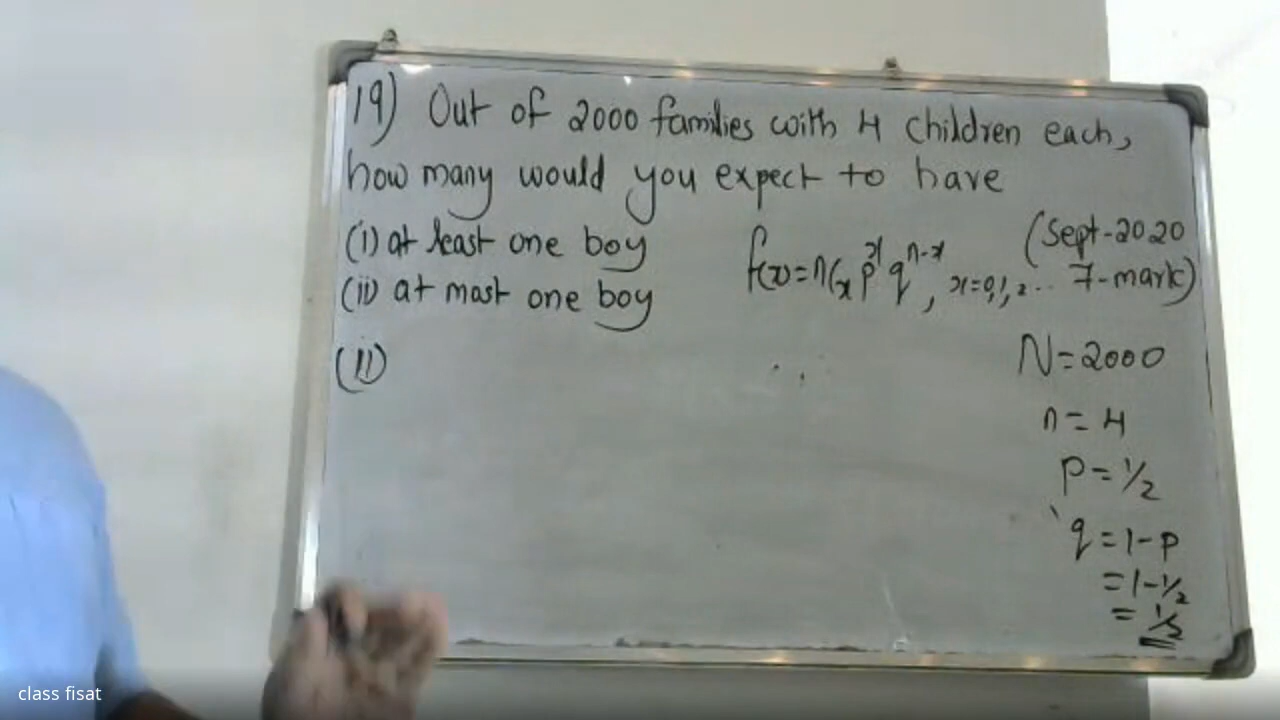 19) Out of 2000 families with 4 children each,
how many would you expect to have
(i) at least one boy
(ii) at mast one boy
f(x)=nCx p^x q^n-x, x=0,1,2...
(Sept-2020
7-mark)
(ii)
N=2000
n=4
p=1/2
q=1-p
=1-1/2
=1/2
class fisat